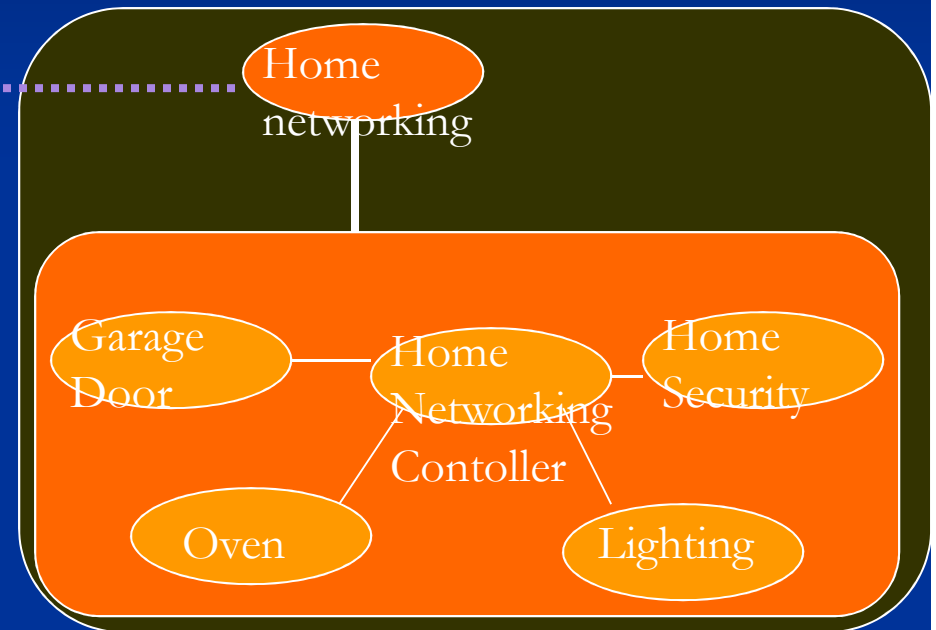 Home
networking
Garage
Door
Home
Networking
Contoller
Home
Security
Oven
Lighting